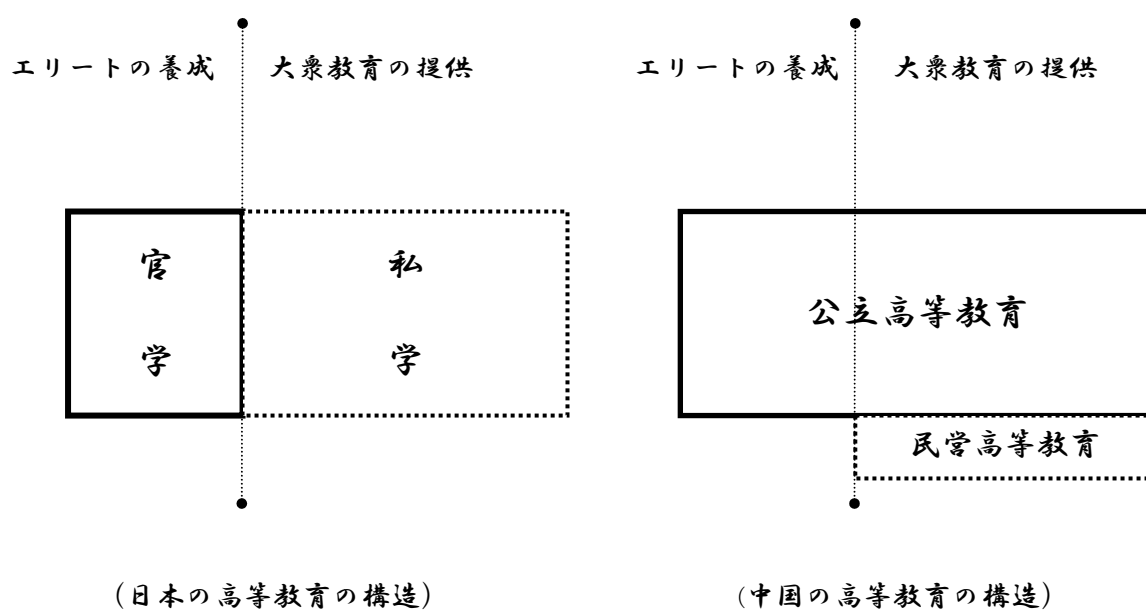 エリートの養成
大衆教育の提供
官
学
私
学
(日本の高等教育の構造)
エリートの養成
大衆教育の提供
公立高等教育
民営高等教育
(中国の高等教育の構造)